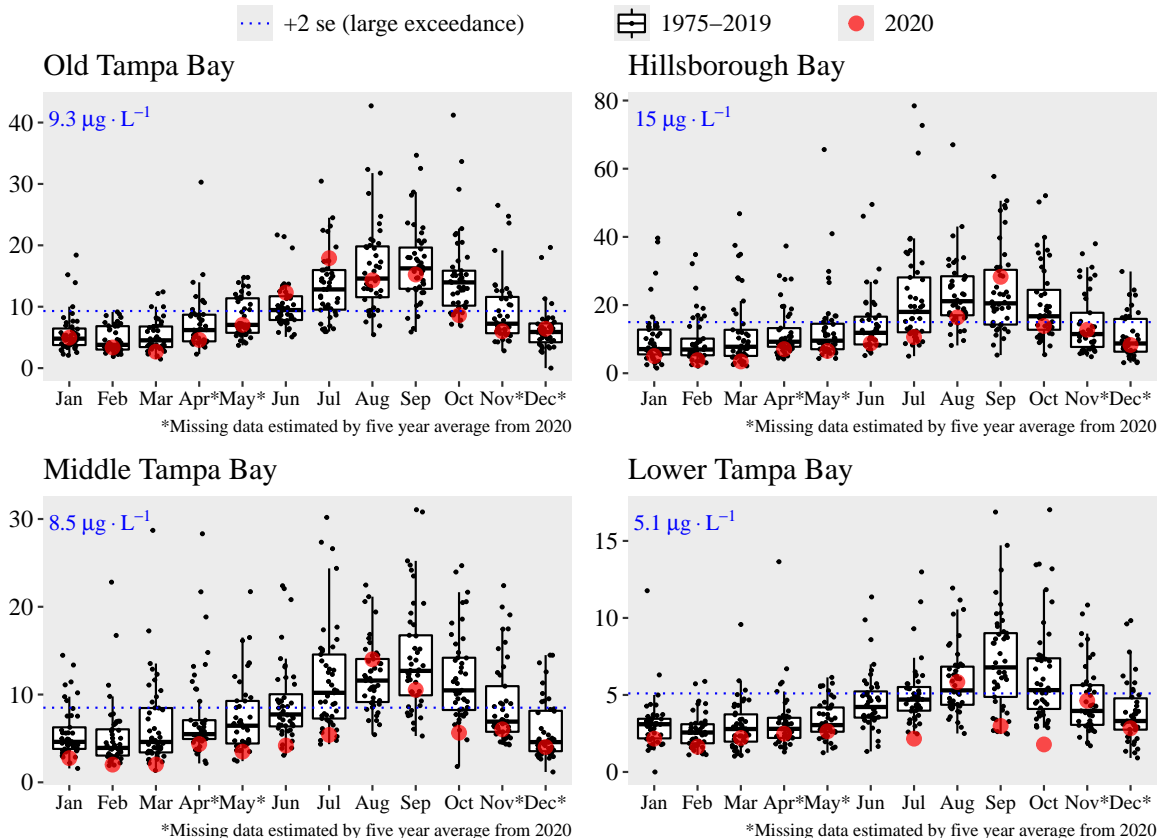 +2 se (large exceedance) 1975–2019 2020
Old Tampa Bay
9.3 μg · L⁻¹
40
30
20
10
0
Jan Feb Mar Apr* May* Jun Jul Aug Sep Oct Nov* Dec*
*Missing data estimated by five year average from 2020
Hillsborough Bay
15 μg · L⁻¹
80
60
40
20
0
Jan Feb Mar Apr* May* Jun Jul Aug Sep Oct Nov* Dec*
*Missing data estimated by five year average from 2020
Middle Tampa Bay
8.5 μg · L⁻¹
30
20
10
0
Jan Feb Mar Apr* May* Jun Jul Aug Sep Oct Nov* Dec*
*Missing data estimated by five year average from 2020
Lower Tampa Bay
5.1 μg · L⁻¹
15
10
5
0
Jan Feb Mar Apr* May* Jun Jul Aug Sep Oct Nov* Dec*
*Missing data estimated by five year average from 2020